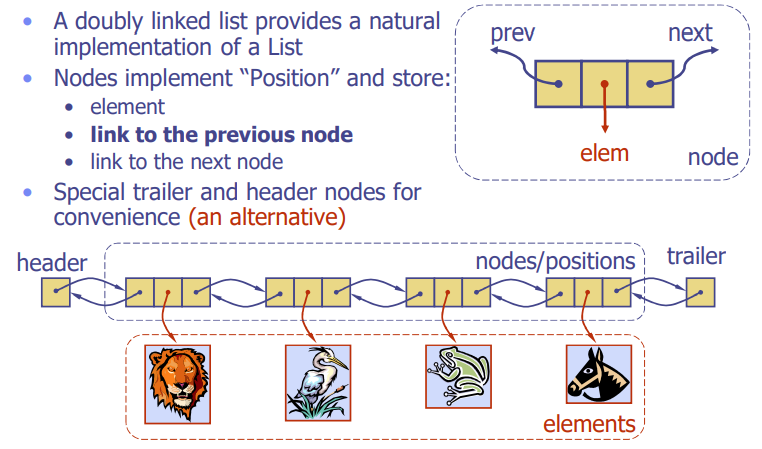 • A doubly linked list provides a natural
implementation of a List
• Nodes implement “Position” and store:
• element
• link to the previous node
• link to the next node
• Special trailer and header nodes for
convenience (an alternative)
prev
next
elem
node
header
nodes/positions
trailer
elements